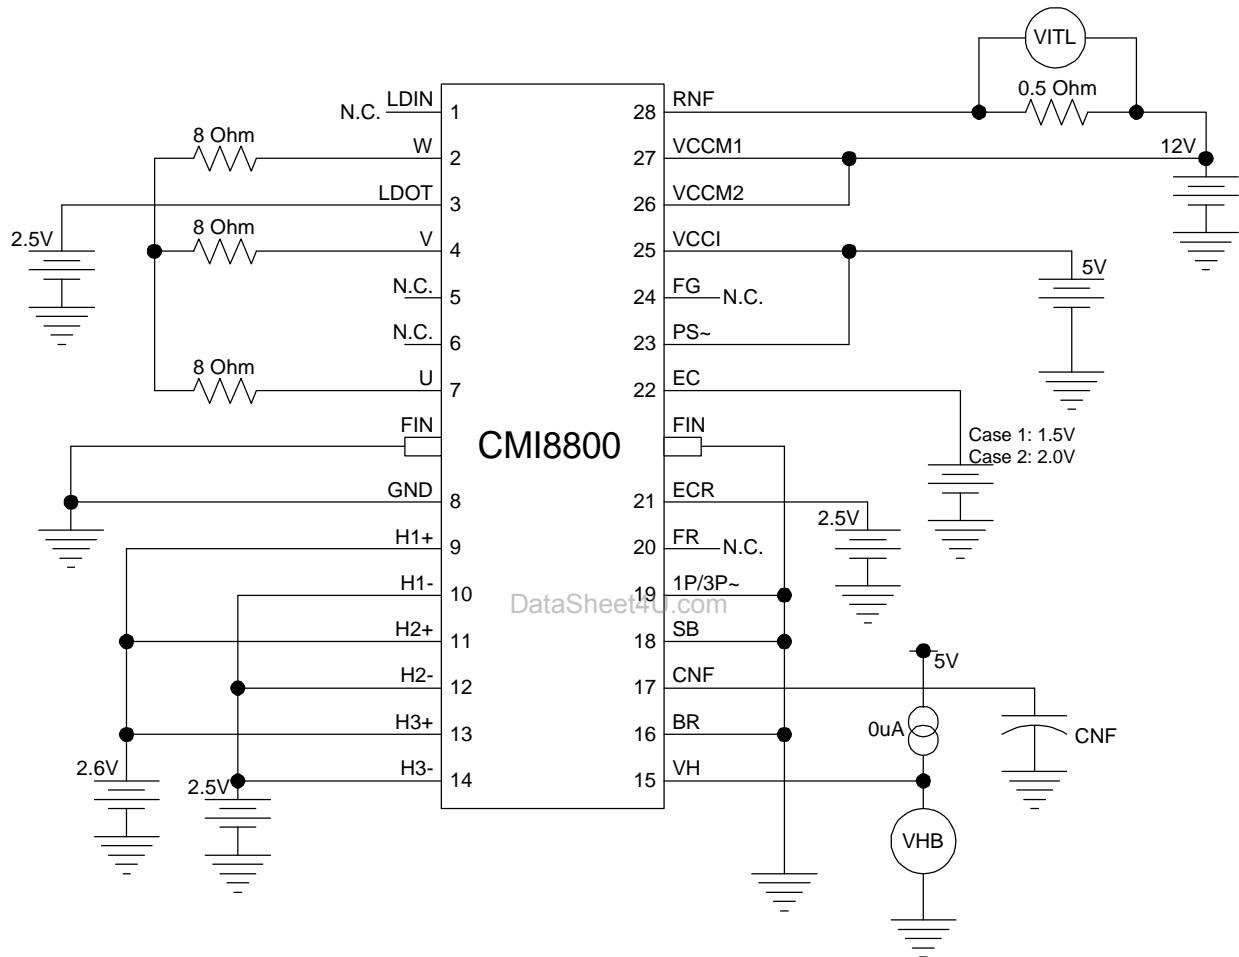 VITL
0.5 Ohm
N.C.
LDIN
1
28
RNF
8 Ohm
W
2
27
VCCM1
12V
LDOT
3
26
VCCM2
2.5V
8 Ohm
V
4
25
VCCI
5V
N.C.
5
24
FG
N.C.
N.C.
6
23
PS~
8 Ohm
U
7
22
EC
Case 1: 1.5V
Case 2: 2.0V
FIN
CMI8800
FIN
GND
8
21
ECR
2.5V
H1+
9
20
FR
N.C.
H1-
10
19
1P/3P~
DataSheet4U.com
H2+
11
18
SB
5V
H2-
12
17
CNF
0uA
CNF
H3+
13
16
BR
2.6V
2.5V
H3-
14
15
VH
VHB